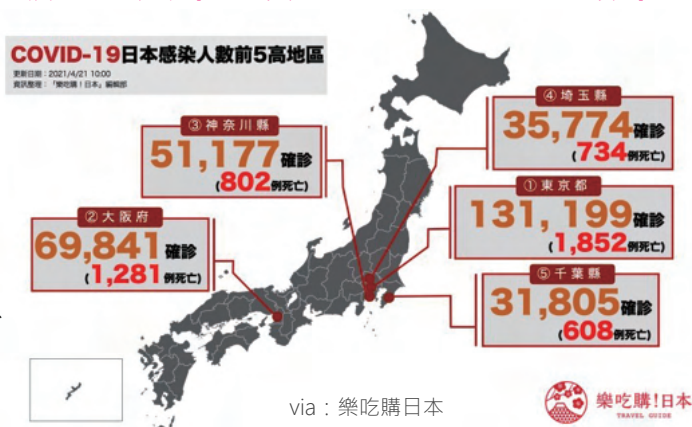 COVID-19日本感染人數前5高地區
更新日期：2021/4/21 10:00
資訊整理：「樂吃購！日本」編輯部
③神奈川縣
51,177確診
(802例死亡)
④埼玉縣
35,774確診
(734例死亡)
①東京都
131,199確診
(1,852例死亡)
②大阪府
69,841確診
(1,281例死亡)
⑤千葉縣
31,805確診
(608例死亡)
via：樂吃購日本
樂吃購!日本
TRAVEL GUIDE